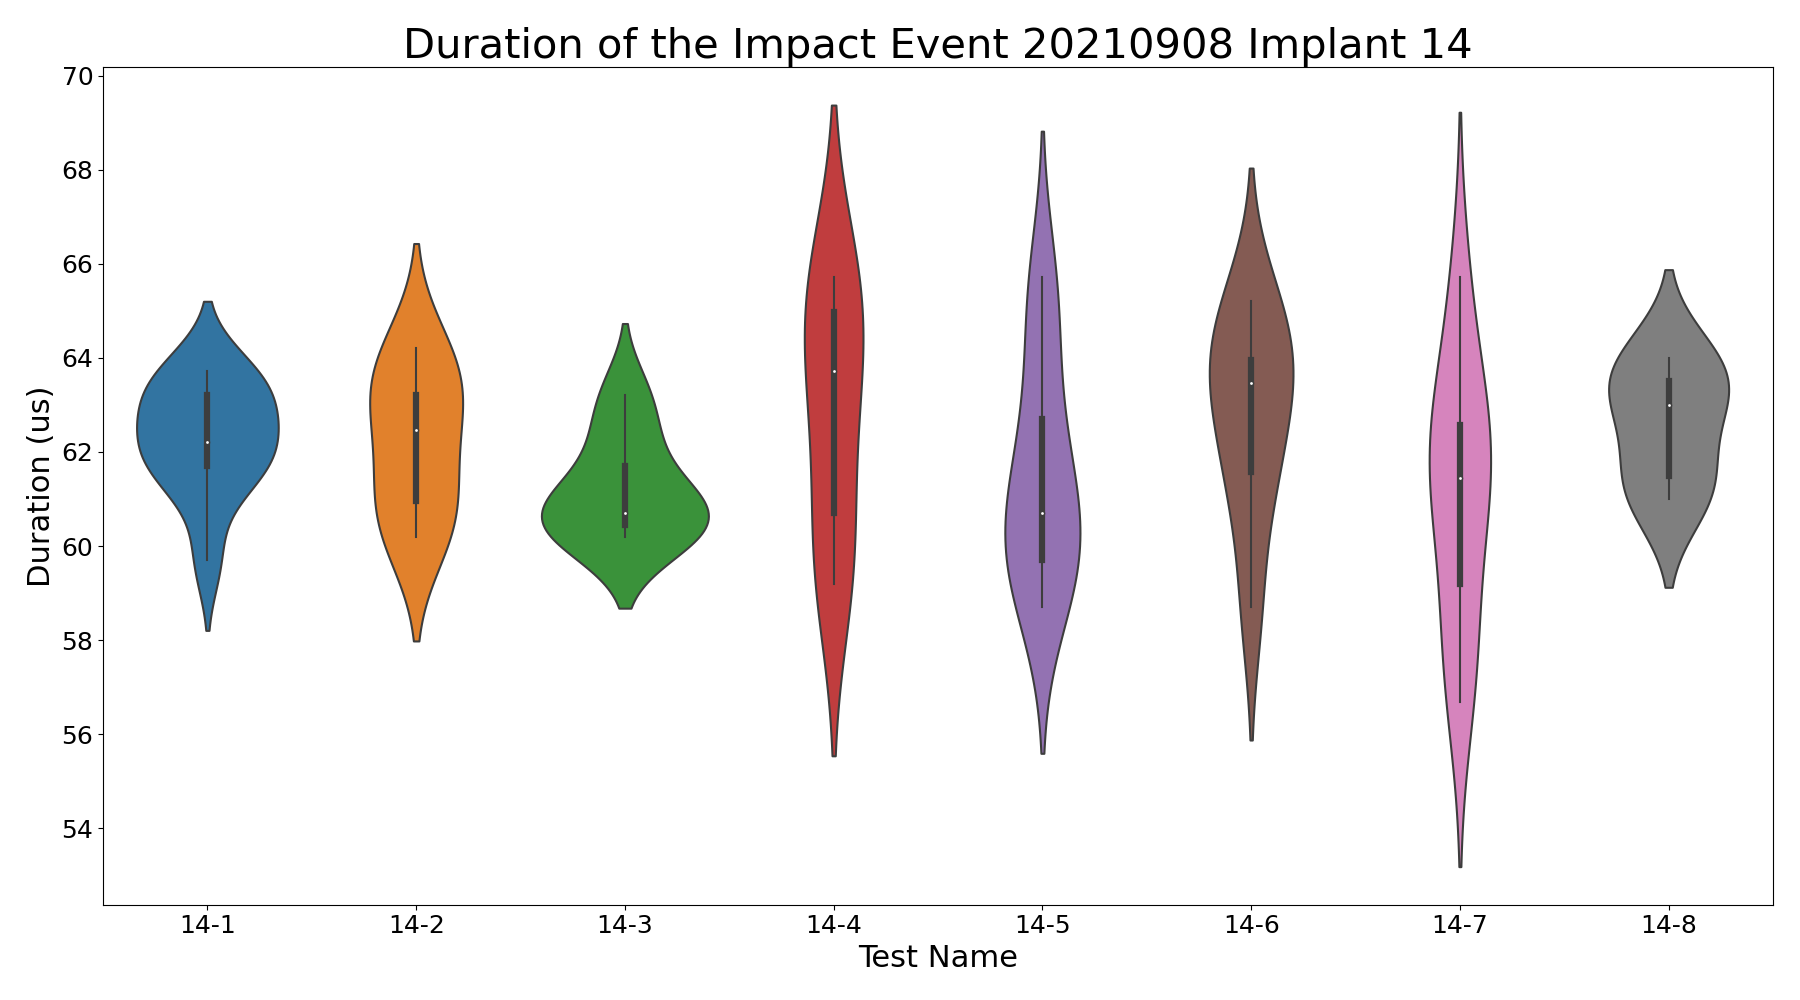 Duration of the Impact Event 20210908 Implant 14
70
68
66
64
62
60
58
56
54
Duration (us)
14-1 14-2 14-3 14-4 14-5 14-6 14-7 14-8
Test Name